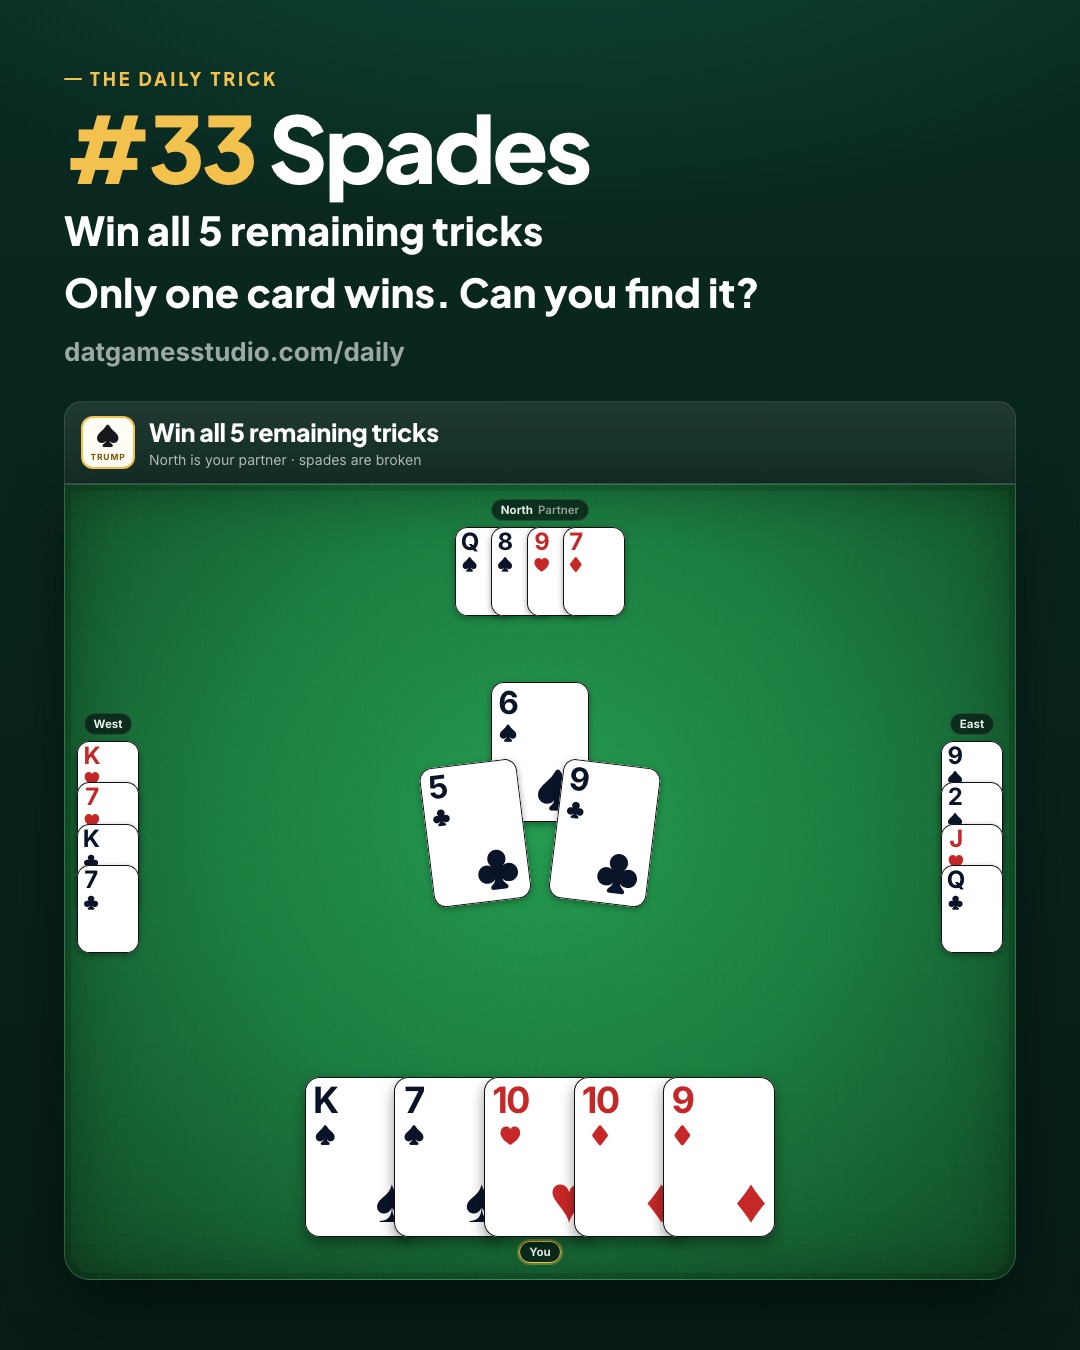 — THE DAILY TRICK
#33 Spades
Win all 5 remaining tricks
Only one card wins. Can you find it?
datgamesstudio.com/daily
TRUMP
Win all 5 remaining tricks
North is your partner · spades are broken
North Partner
Q 8 9 7
6
5 9
West
K
7
K
7
East
9
2
J
Q
K 7 10 10 9
You